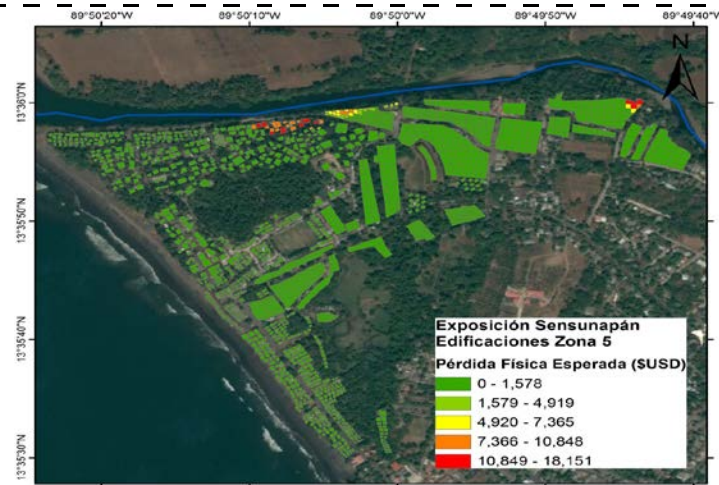 89°50'20"W 89°50'10"W 89°50'0"W 89°49'50"W 89°49'40"W
N
13°36'0"N
13°35'50"N
13°35'40"N
13°35'30"N
Exposición Sensunapán
Edificaciones Zona 5
Pérdida Física Esperada ($USD)
0 - 1,578
1,579 - 4,919
4,920 - 7,365
7,366 - 10,848
10,849 - 18,151